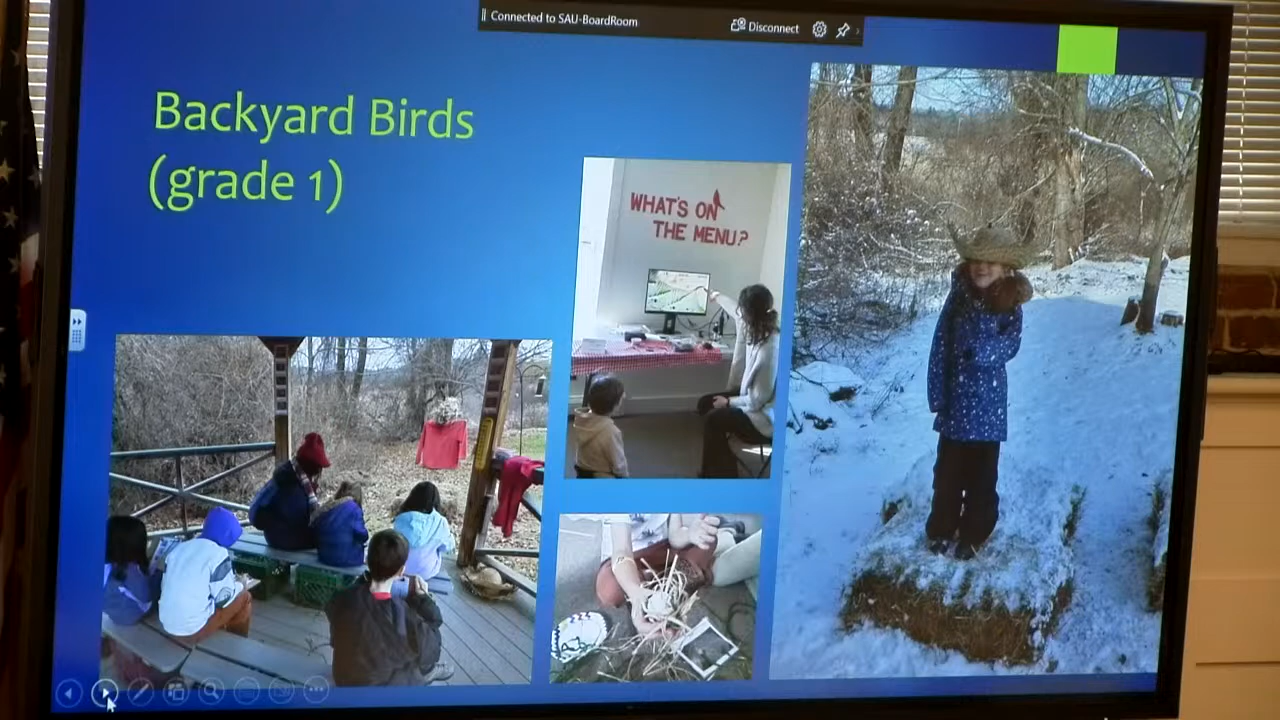 Connected to SAU-BoardRoom
Disconnect
Backyard Birds
(grade 1)
WHAT'S ON
THE MENU?